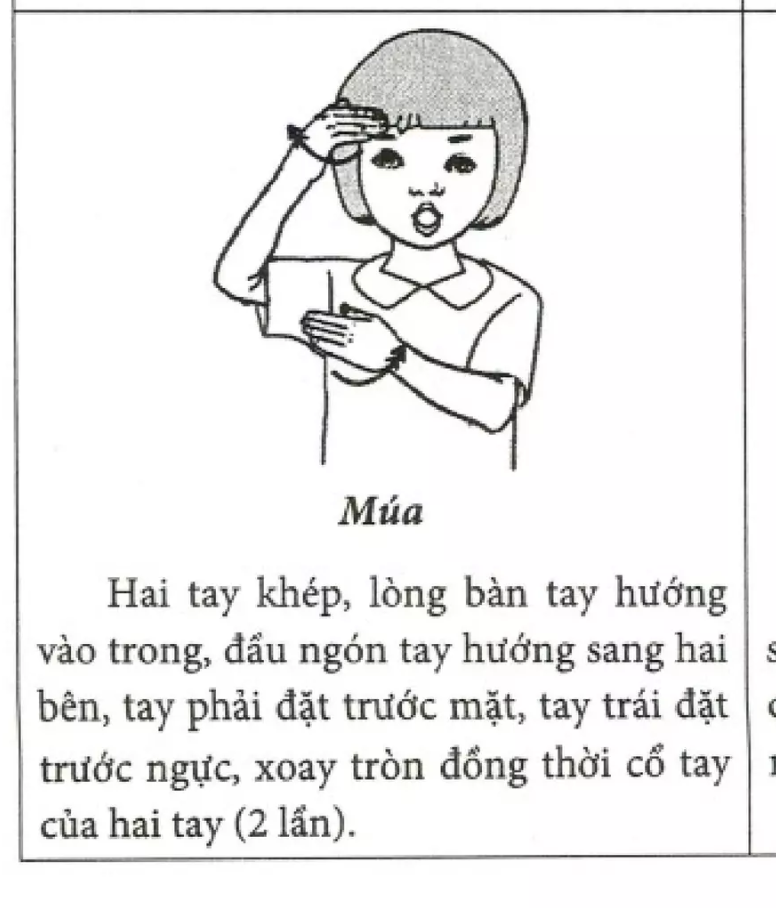 Múa
Hai tay khép, lòng bàn tay hướng
vào trong, đầu ngón tay hướng sang hai
bên, tay phải đặt trước mặt, tay trái đặt
trước ngực, xoay tròn đồng thời cổ tay
của hai tay (2 lần).